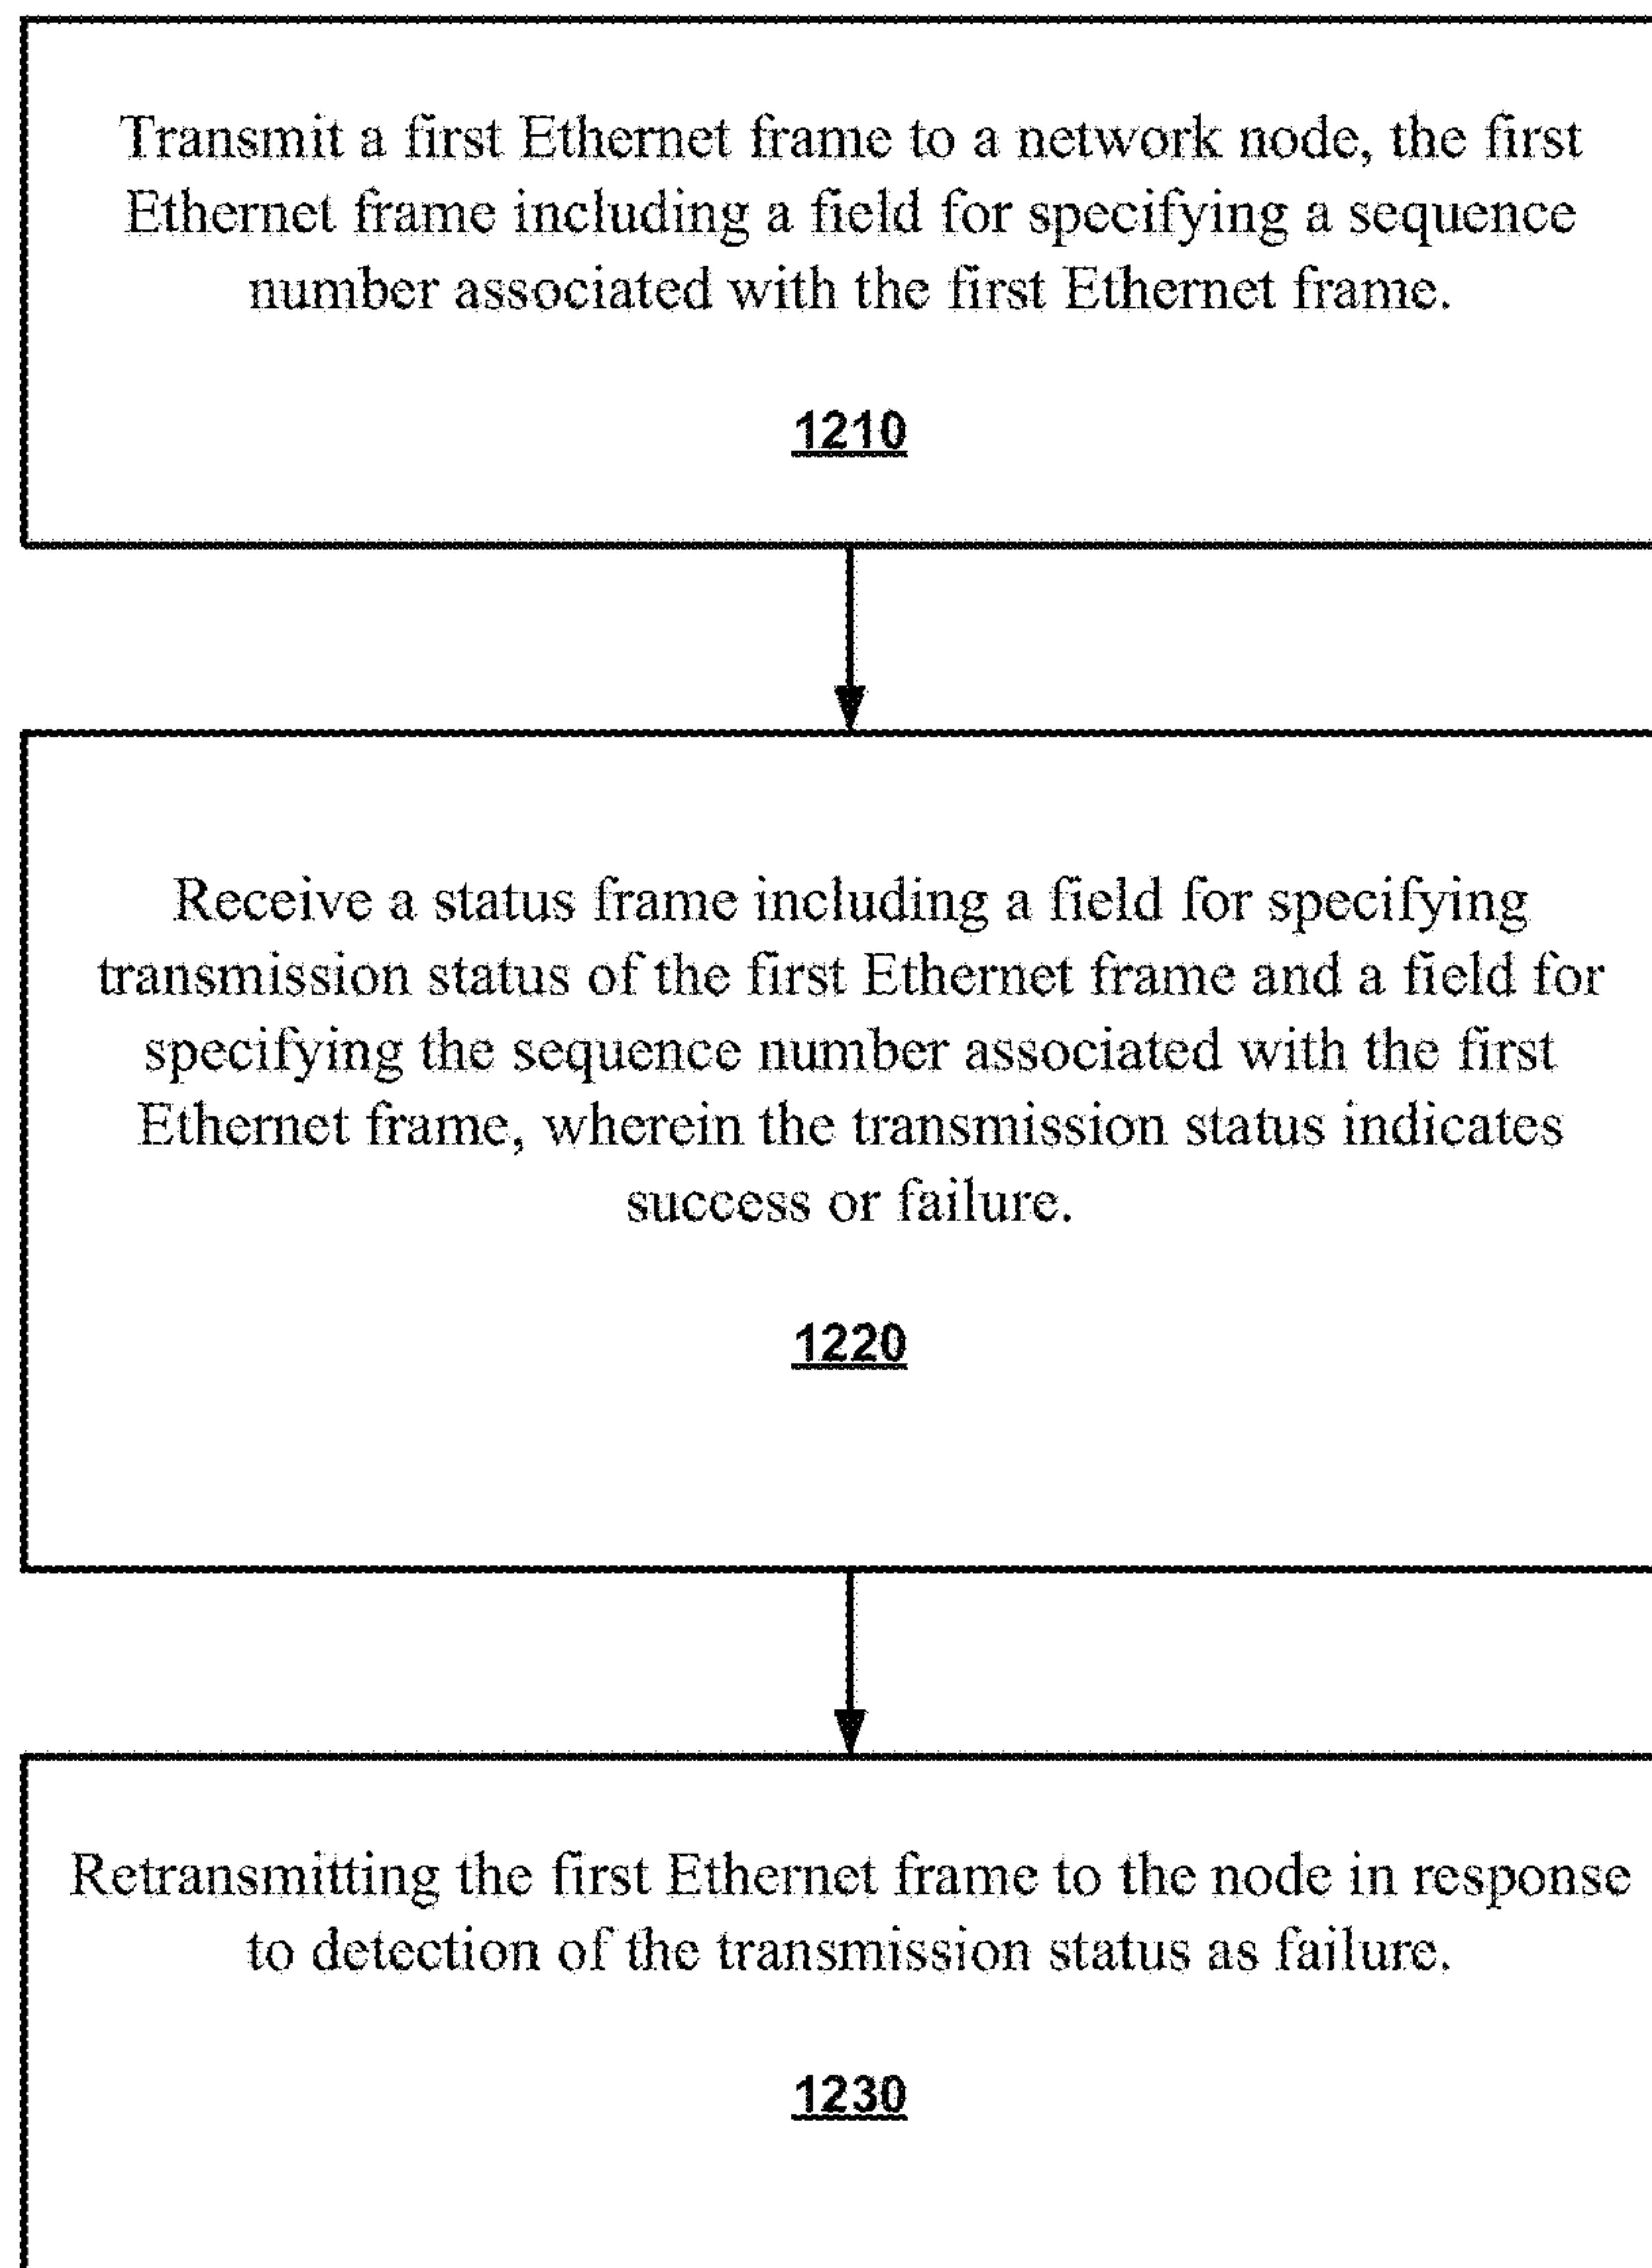 Transmit a first Ethernet frame to a network node, the first
Ethernet frame including a field for specifying a sequence
number associated with the first Ethernet frame.
1210
Receive a status frame including a field for specifying
transmission status of the first Ethernet frame and a field for
specifying the sequence number associated with the first
Ethernet frame, wherein the transmission status indicates
success or failure.
1220
Retransmitting the first Ethernet frame to the node in response
to detection of the transmission status as failure.
1230